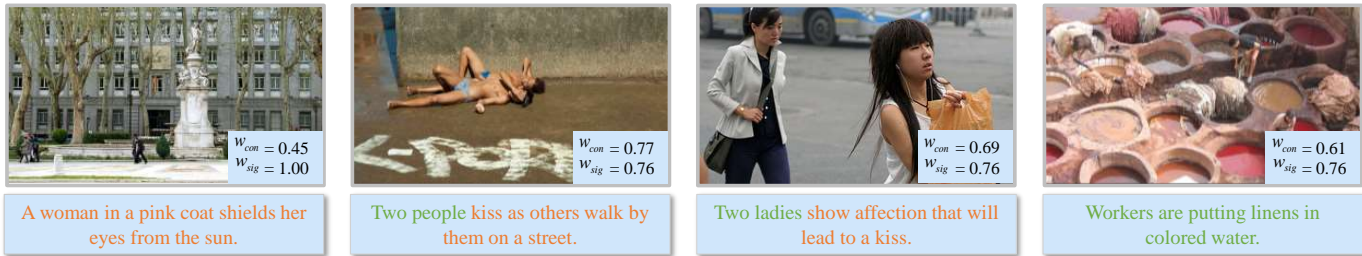 w_con = 0.45
w_sig = 1.00
A woman in a pink coat shields her
eyes from the sun.
K-POP
w_con = 0.77
w_sig = 0.76
Two people kiss as others walk by
them on a street.
w_con = 0.69
w_sig = 0.76
Two ladies show affection that will
lead to a kiss.
w_con = 0.61
w_sig = 0.76
Workers are putting linens in
colored water.